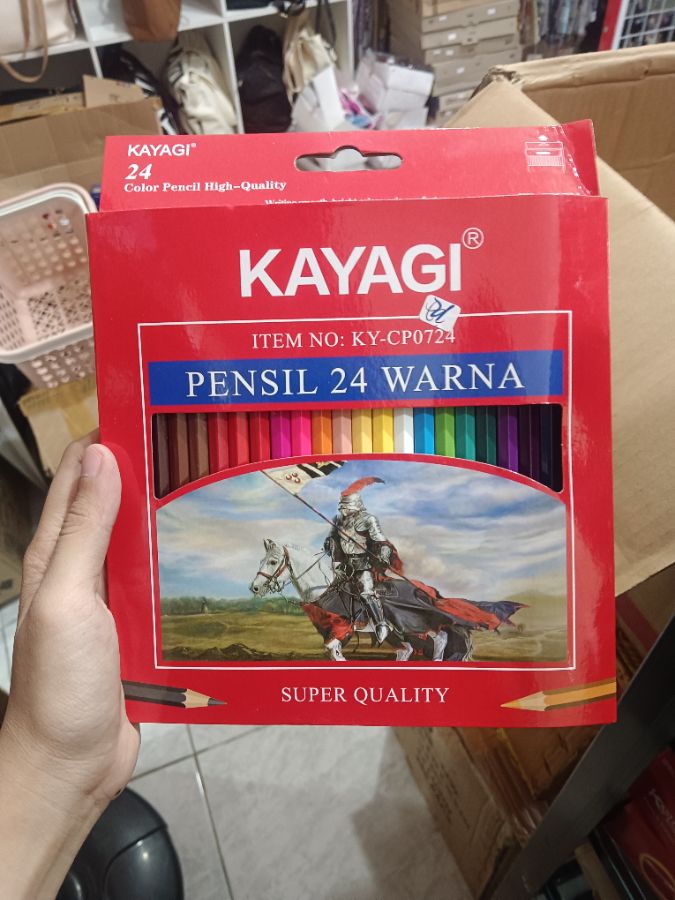 KAYAGI®
24
Color Pencil High-Quality
KAYAGI®
ITEM NO: KY-CP0724
PENSIL 24 WARNA
SUPER QUALITY